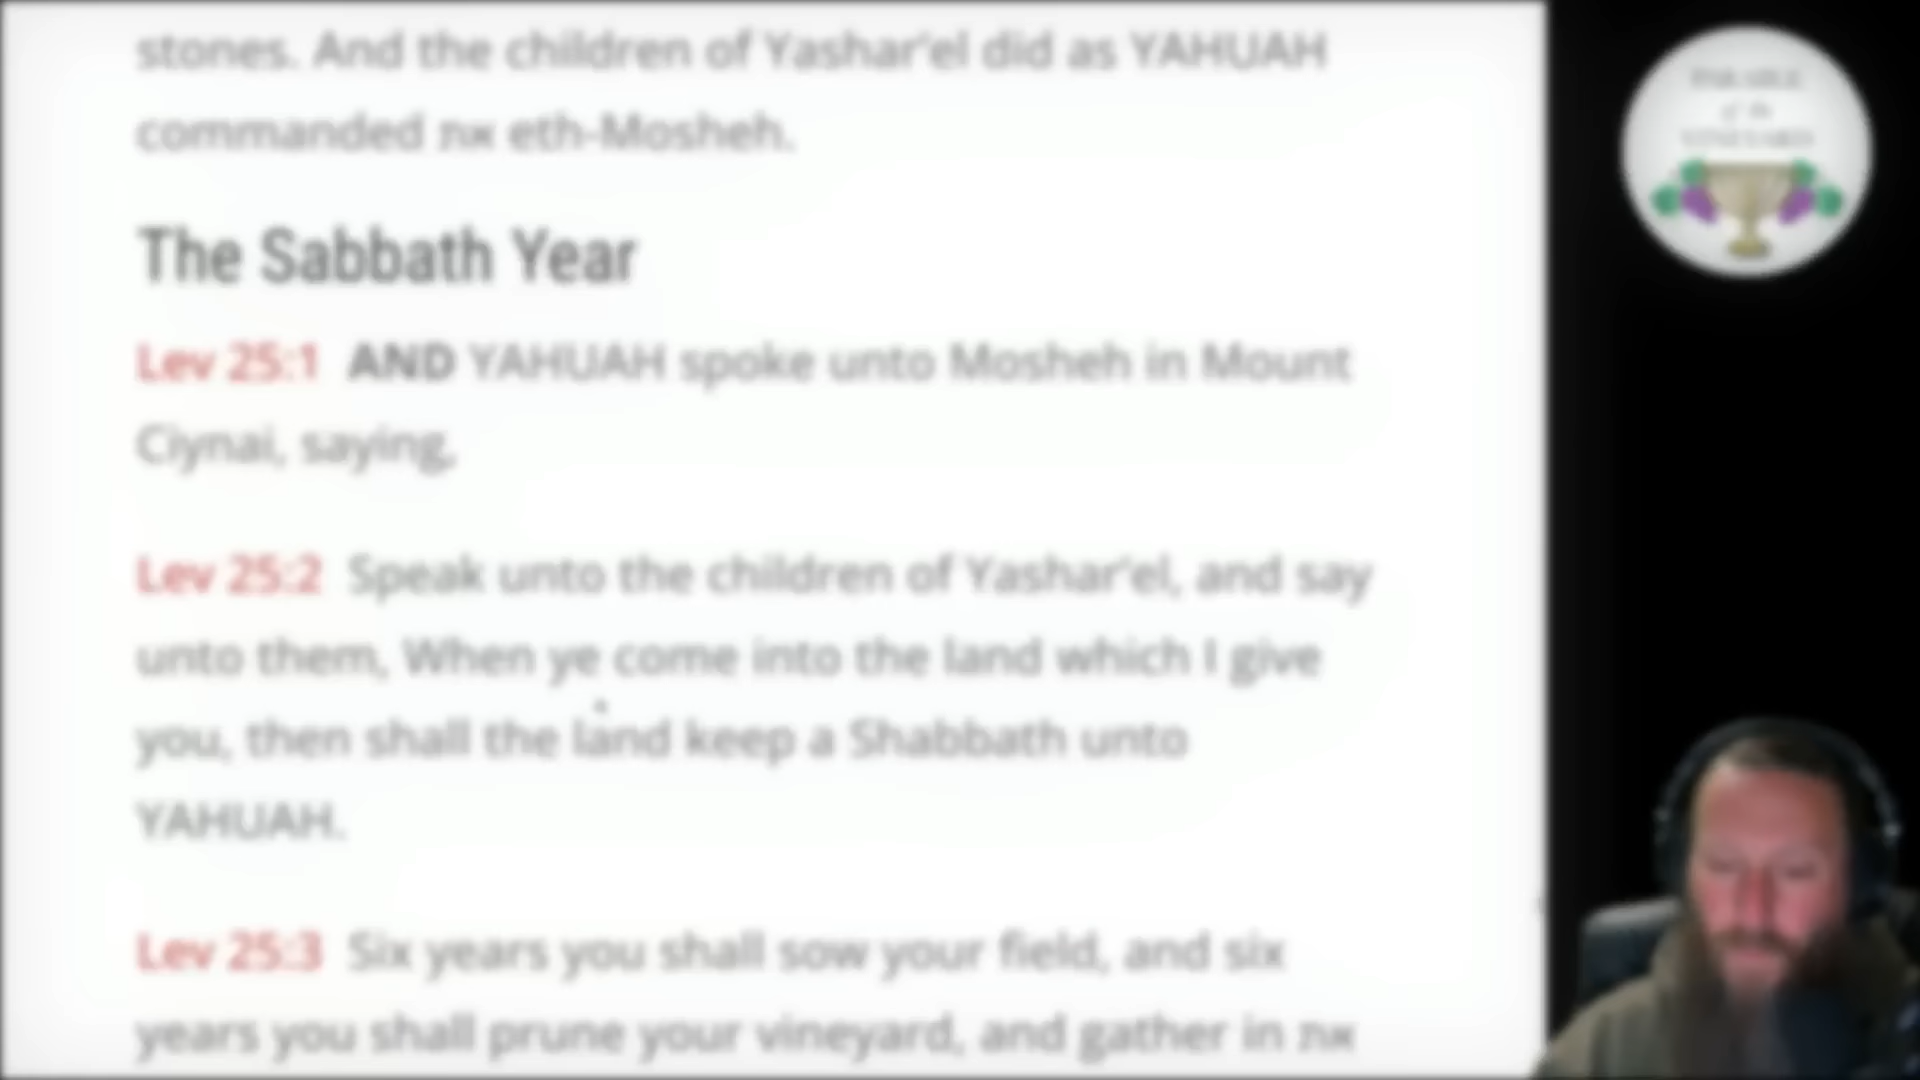 stones. And the children of Yashar'el did as YAHUAH
commanded את eth-Mosheh.
The Sabbath Year
Lev 25:1 AND YAHUAH spoke unto Mosheh in Mount
Ciynai, saying,
Lev 25:2 Speak unto the children of Yashar'el, and say
unto them, When ye come into the land which I give
you, then shall the land keep a Shabbath unto
YAHUAH.
Lev 25:3 Six years you shall sow your field, and six
years you shall prune your vineyard, and gather in את
PARABLE
of the
VINEYARD